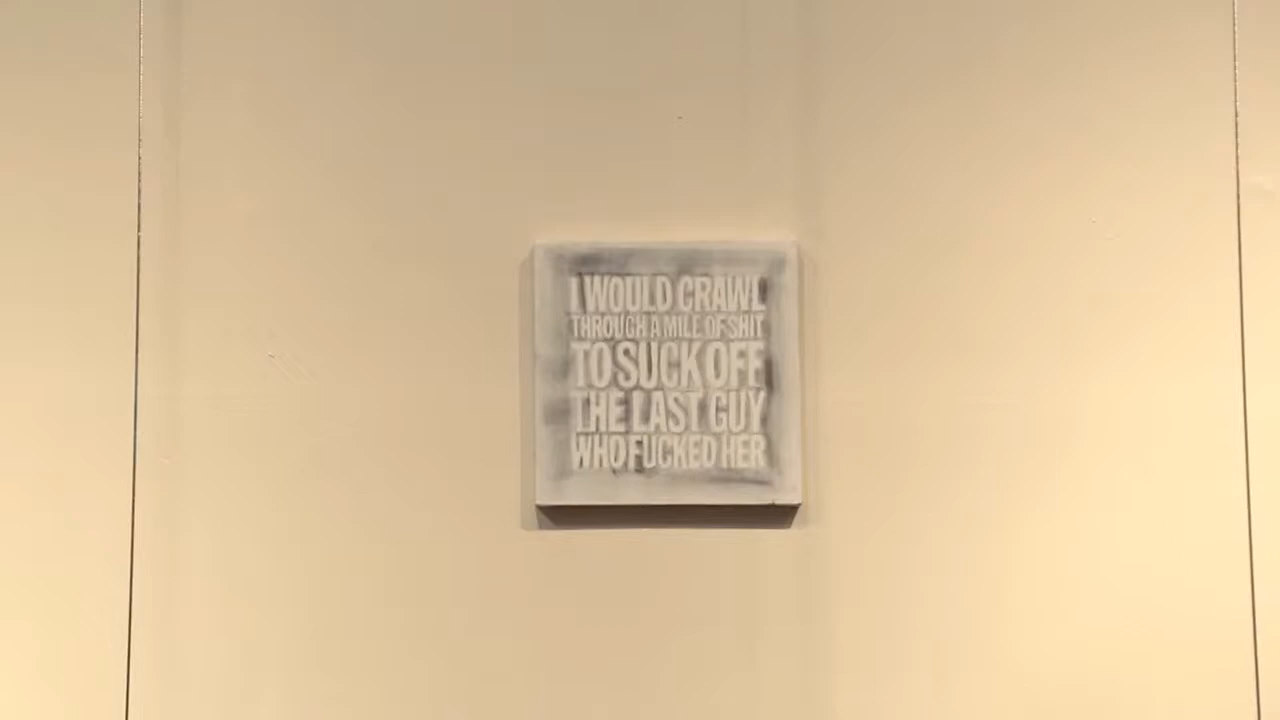 I WOULD CRAWL
THROUGH A MILE OF SHIT
TO SUCK OFF
THE LAST GUY
WHO FUCKED HER